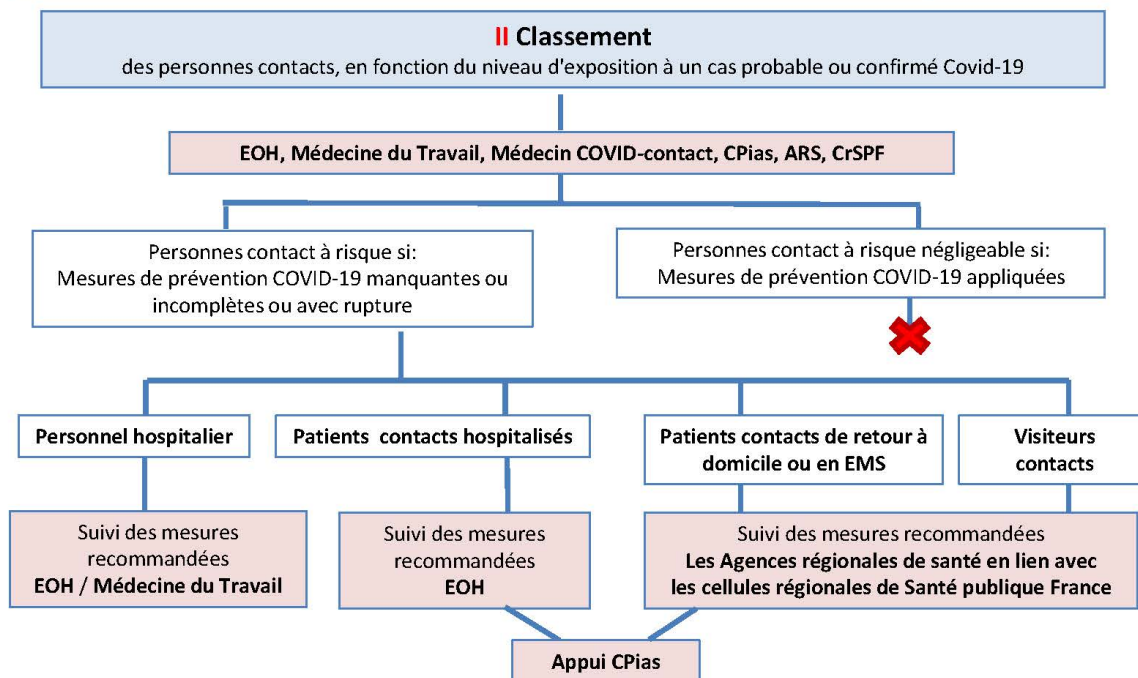 II Classement
des personnes contacts, en fonction du niveau d'exposition à un cas probable ou confirmé Covid-19
EOH, Médecine du Travail, Médecin COVID-contact, CPias, ARS, CrSPF
Personnes contact à risque si:
Mesures de prévention COVID-19 manquantes ou
incomplètes ou avec rupture
Personnes contact à risque négligeable si:
Mesures de prévention COVID-19 appliquées
Personnel hospitalier
Patients contacts hospitalisés
Patients contacts de retour à
domicile ou en EMS
Visiteurs
contacts
Suivi des mesures
recommandées
EOH / Médecine du Travail
Suivi des mesures
recommandées
EOH
Suivi des mesures recommandées
Les Agences régionales de santé en lien avec
les cellules régionales de Santé publique France
Appui CPias